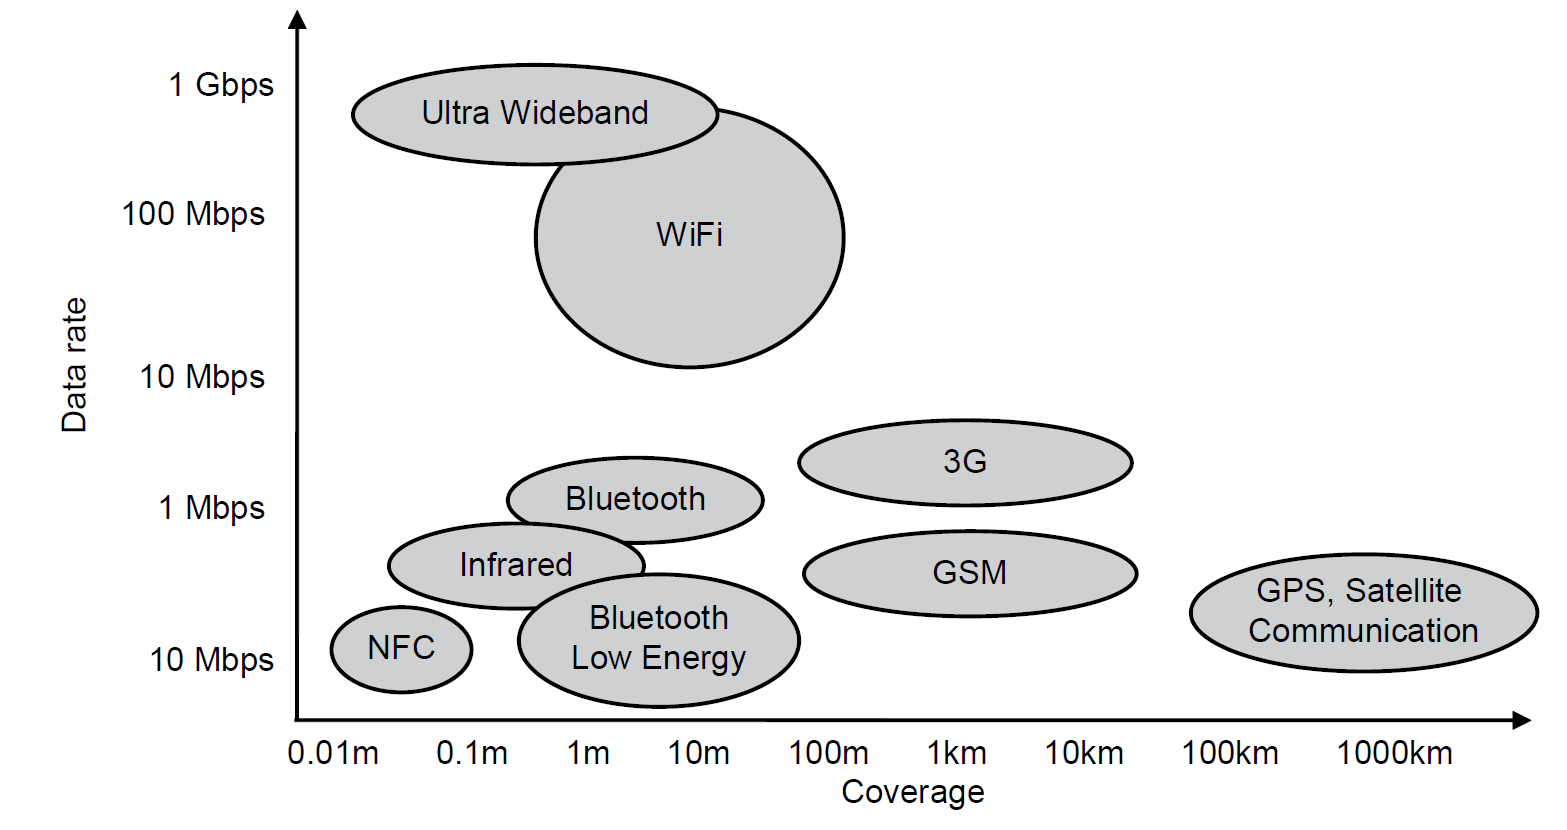 1 Gbps
Ultra Wideband
100 Mbps
WiFi
10 Mbps
Data rate
3G
Bluetooth
1 Mbps
Infrared
GSM
GPS, Satellite
Communication
Bluetooth
Low Energy
NFC
10 Mbps
0.01m 0.1m 1m 10m 100m 1km 10km 100km 1000km
Coverage